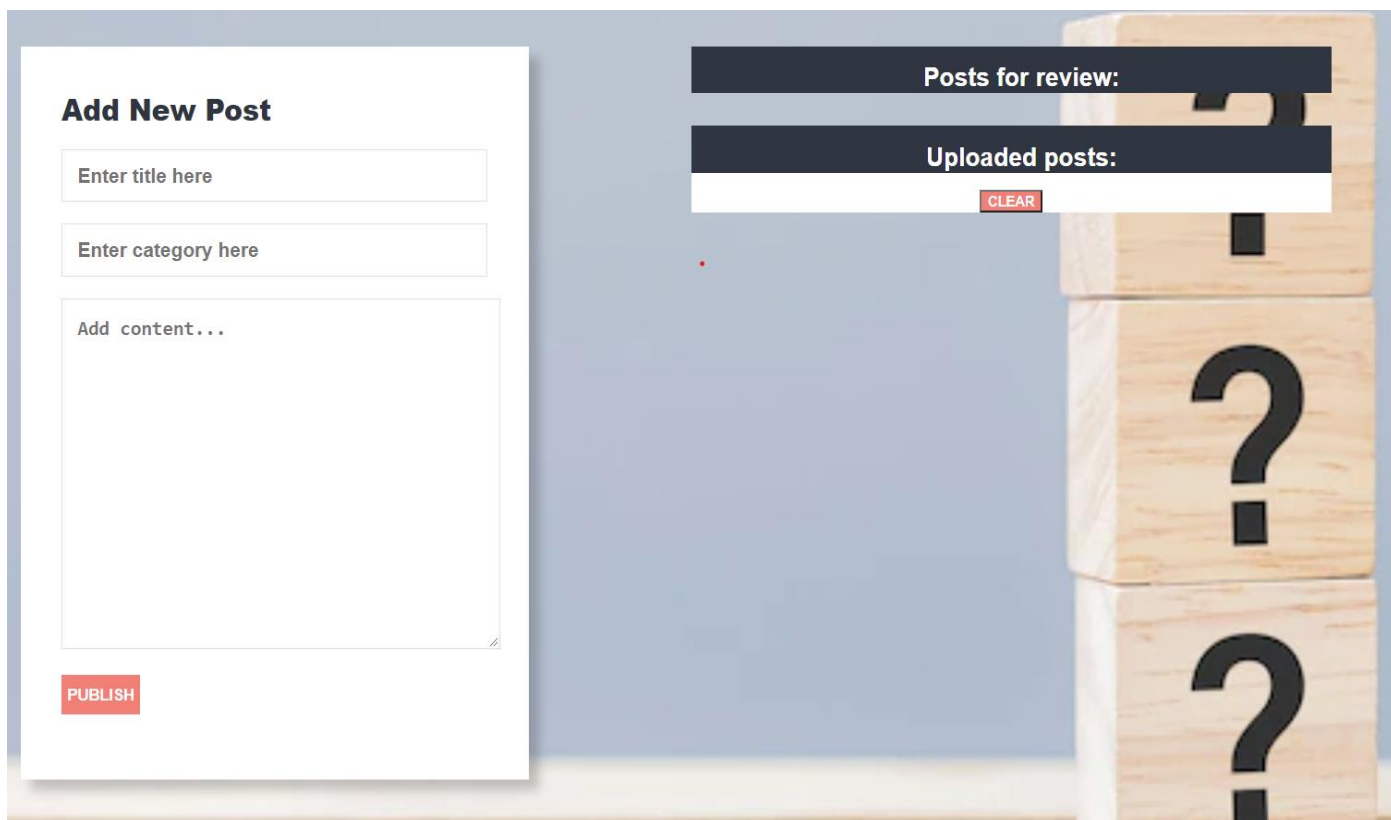 Add New Post
Enter title here
Enter category here
Add content...
PUBLISH
Posts for review:
Uploaded posts:
CLEAR
?
?
?